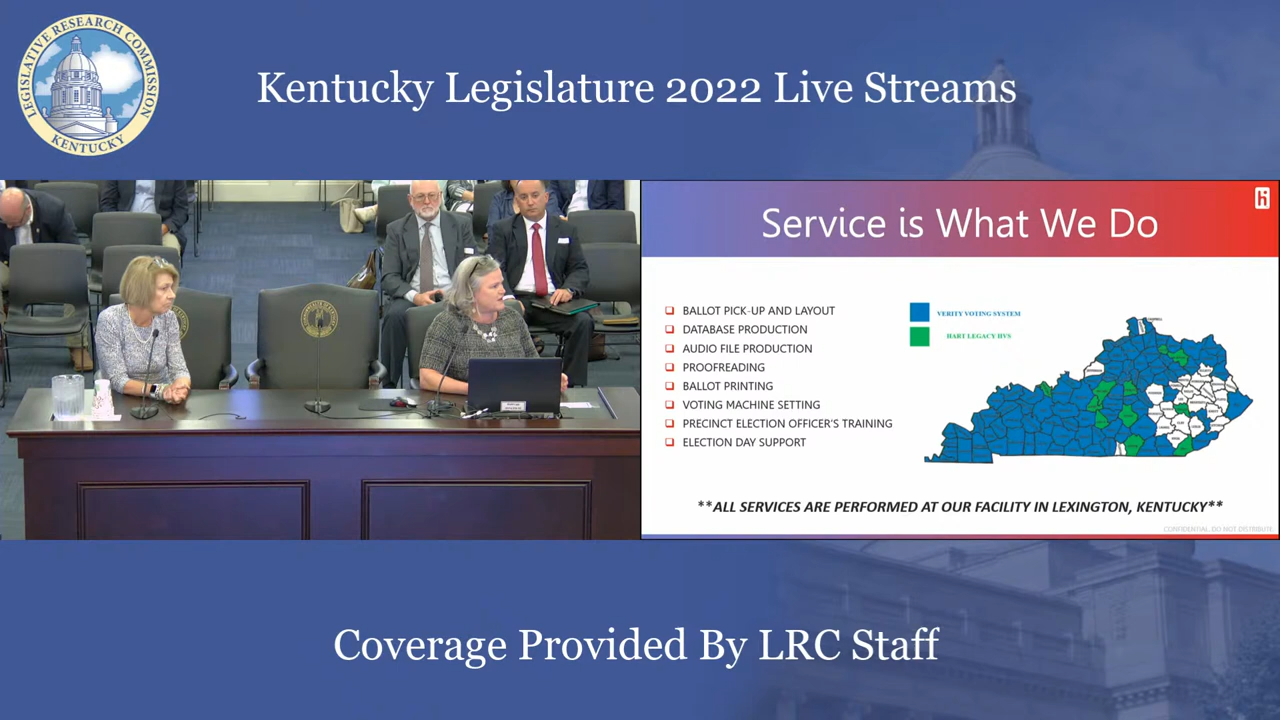 LEGISLATIVE RESEARCH COMMISSION
KENTUCKY
Kentucky Legislature 2022 Live Streams
Service is What We Do
BALLOT PICK-UP AND LAYOUT
DATABASE PRODUCTION
AUDIO FILE PRODUCTION
PROOFREADING
BALLOT PRINTING
VOTING MACHINE SETTING
PRECINCT ELECTION OFFICER'S TRAINING
ELECTION DAY SUPPORT
VERITY VOTING SYSTEM
HART LEGACY HVS
**ALL SERVICES ARE PERFORMED AT OUR FACILITY IN LEXINGTON, KENTUCKY**
CONFIDENTIAL. DO NOT DISTRIBUTE.
Coverage Provided By LRC Staff